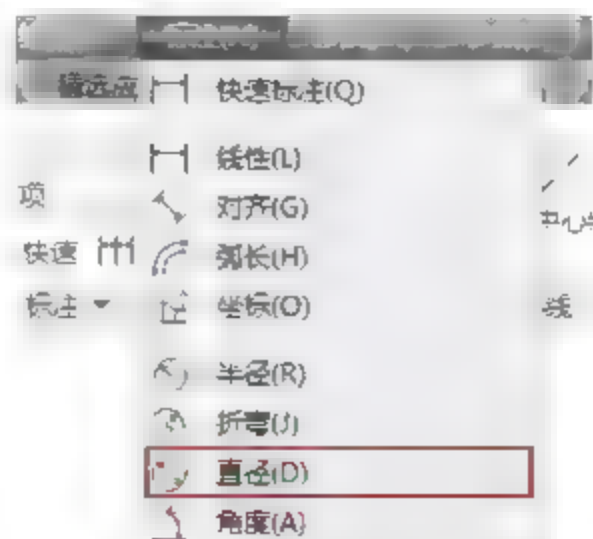 快速标注(Q)
线性(L)
项
对齐(G)
快速
弧长(H)
标注
坐标(O)
线
半径(R)
折弯(J)
直径(D)
角度(A)